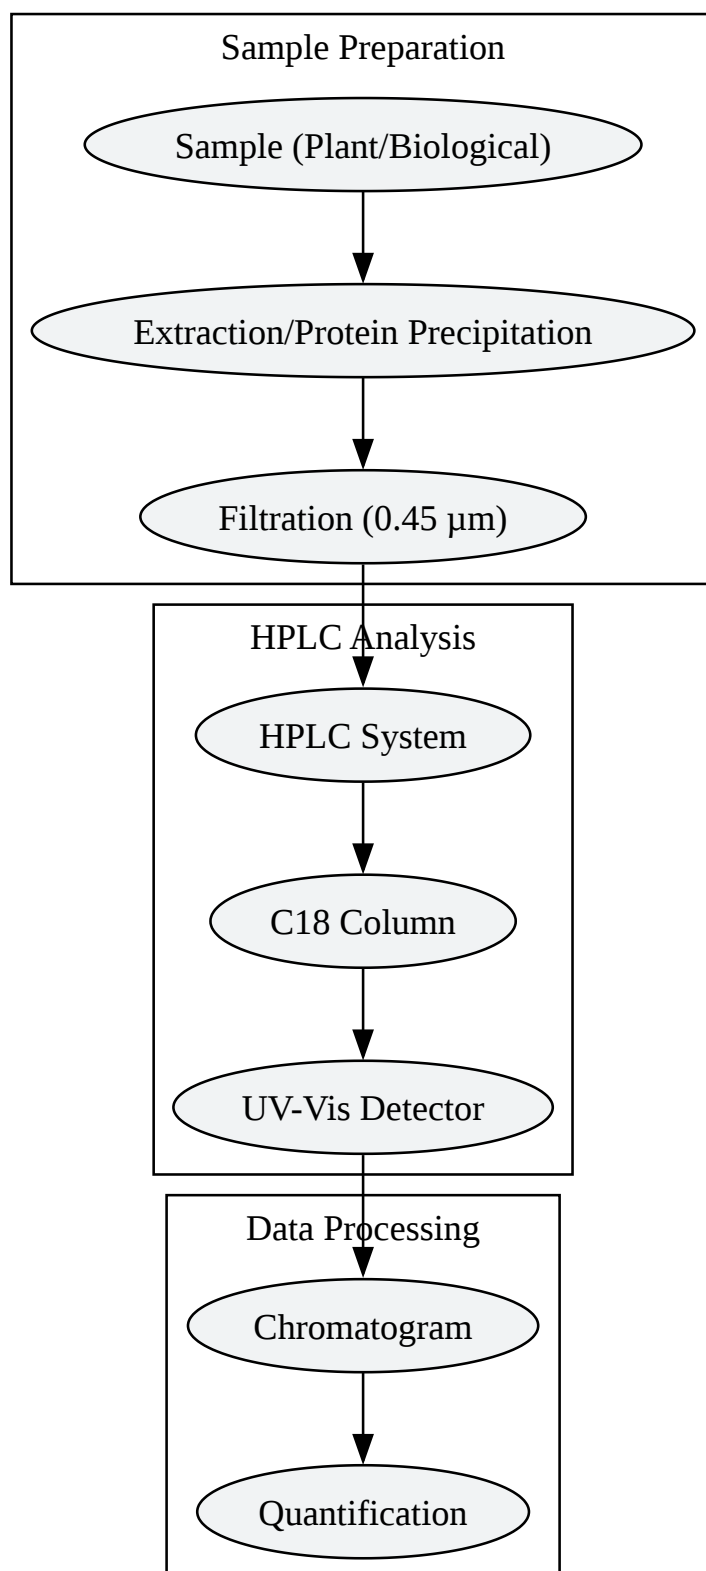 Sample Preparation
Sample (Plant/Biological)
Extraction/Protein Precipitation
Filtration (0.45 µm)
HPLC Analysis
HPLC System
C18 Column
UV-Vis Detector
Data Processing
Chromatogram
Quantification